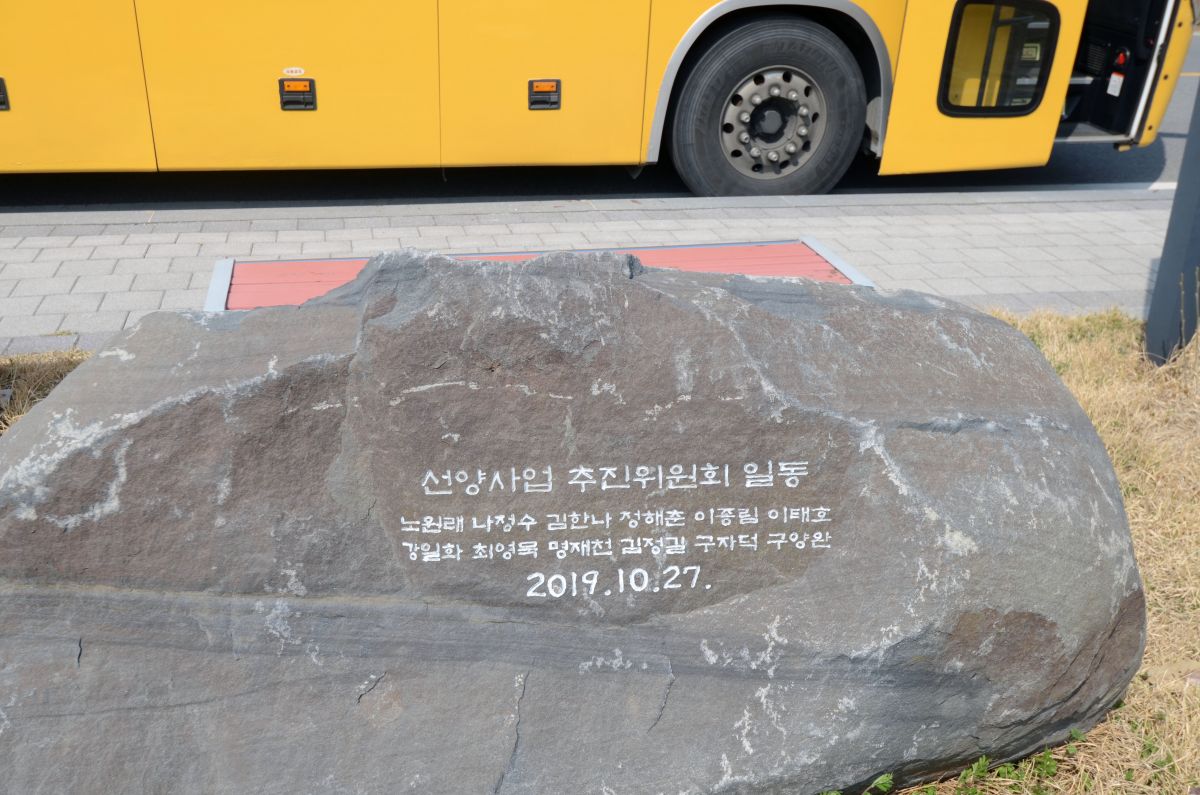 선양사업 추진위원회 일동
노원래 나정수 김한나 정해춘 이종림 이태호
강일화 최영묵 명재천 김정길 구자덕 구양완
2019.10.27.